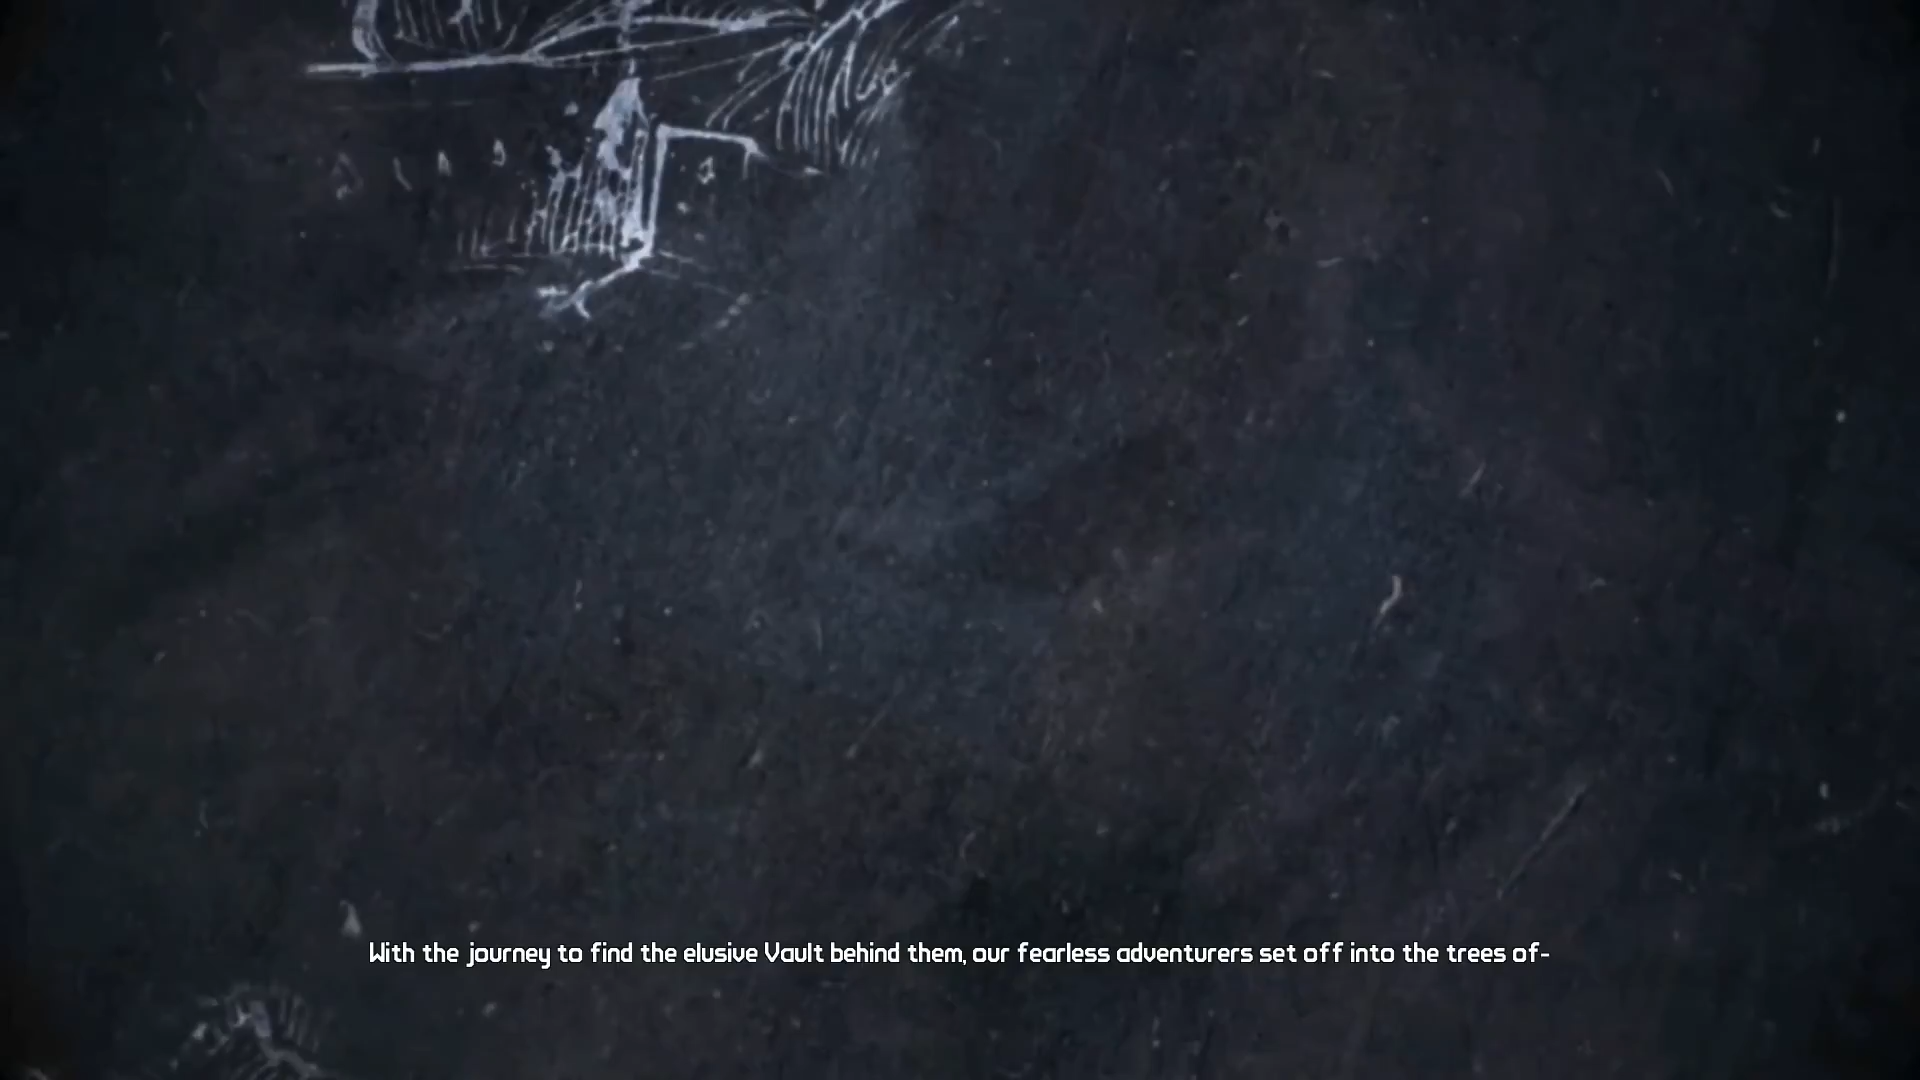 With the journey to find the elusive Vault behind them, our fearless adventurers set off into the trees of-